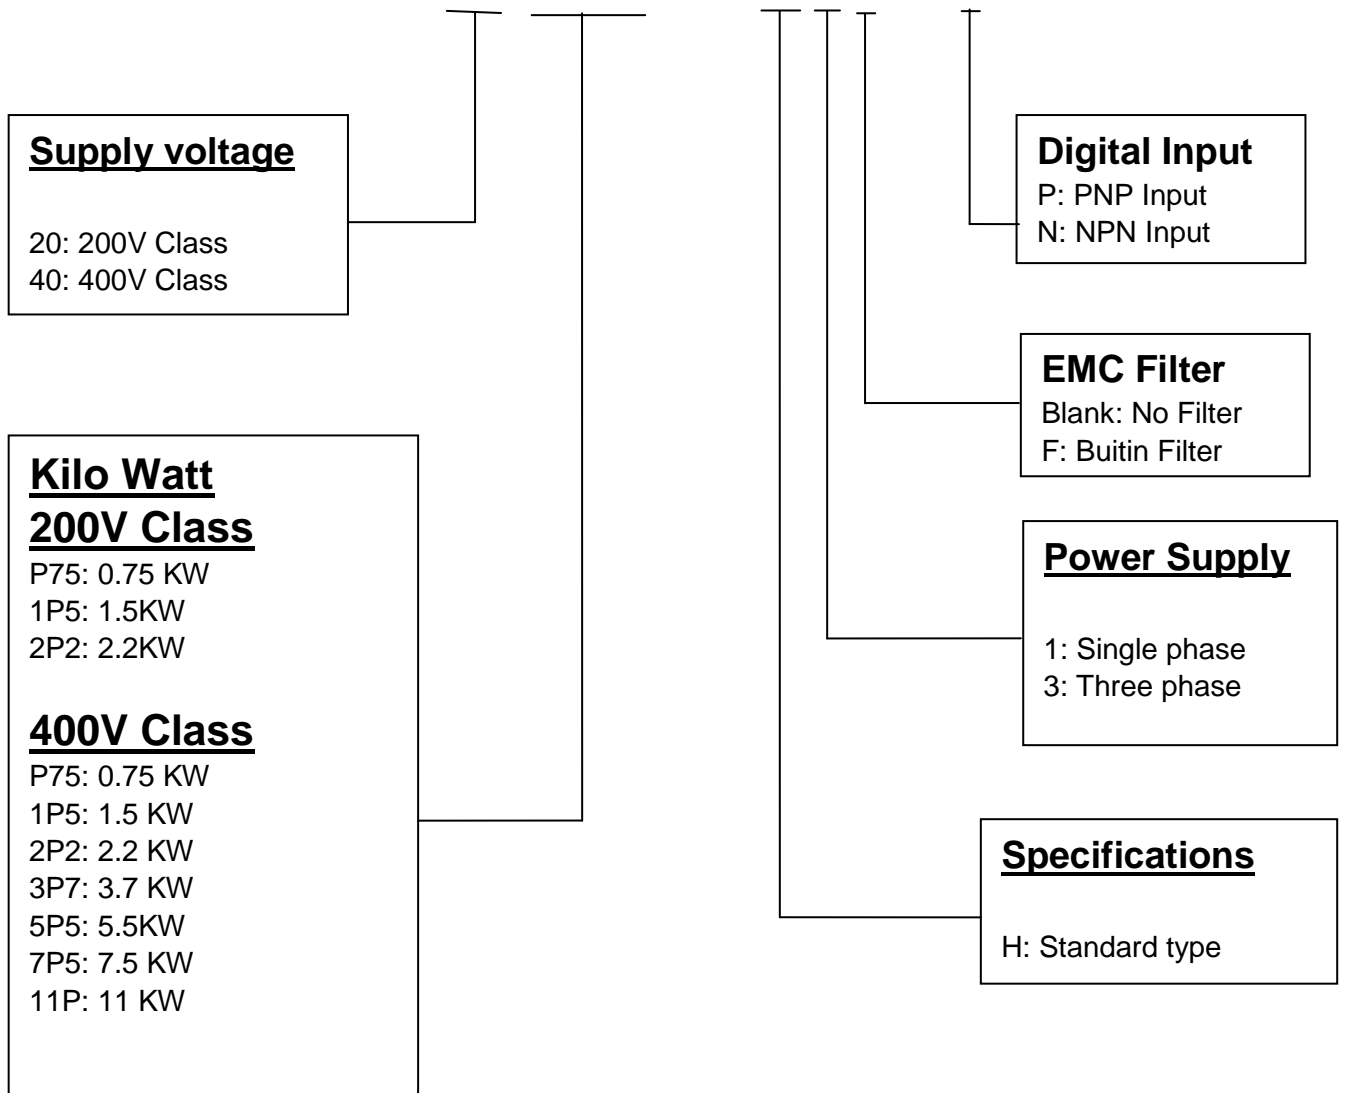 Supply voltage
20: 200V Class
40: 400V Class
Kilo Watt
200V Class
P75: 0.75 KW
1P5: 1.5KW
2P2: 2.2KW
400V Class
P75: 0.75 KW
1P5: 1.5 KW
2P2: 2.2 KW
3P7: 3.7 KW
5P5: 5.5KW
7P5: 7.5 KW
11P: 11 KW
Digital Input
P: PNP Input
N: NPN Input
EMC Filter
Blank: No Filter
F: Buitin Filter
Power Supply
1: Single phase
3: Three phase
Specifications
H: Standard type